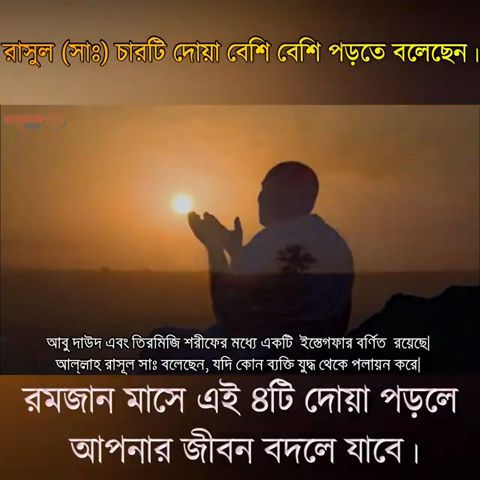 রাসুল (সাঃ) চারটি দোয়া বেশি বেশি পড়তে বলেছেন।
আবু দাউদ এবং তিরমিজি শরীফের মধ্যে একটি ইস্তেগফার বর্ণিত রয়েছে|
আল্লাহ রাসূল সাঃ বলেছেন, যদি কোন ব্যক্তি যুদ্ধ থেকে পলায়ন করে|
রমজান মাসে এই ৪টি দোয়া পড়লে
আপনার জীবন বদলে যাবে।